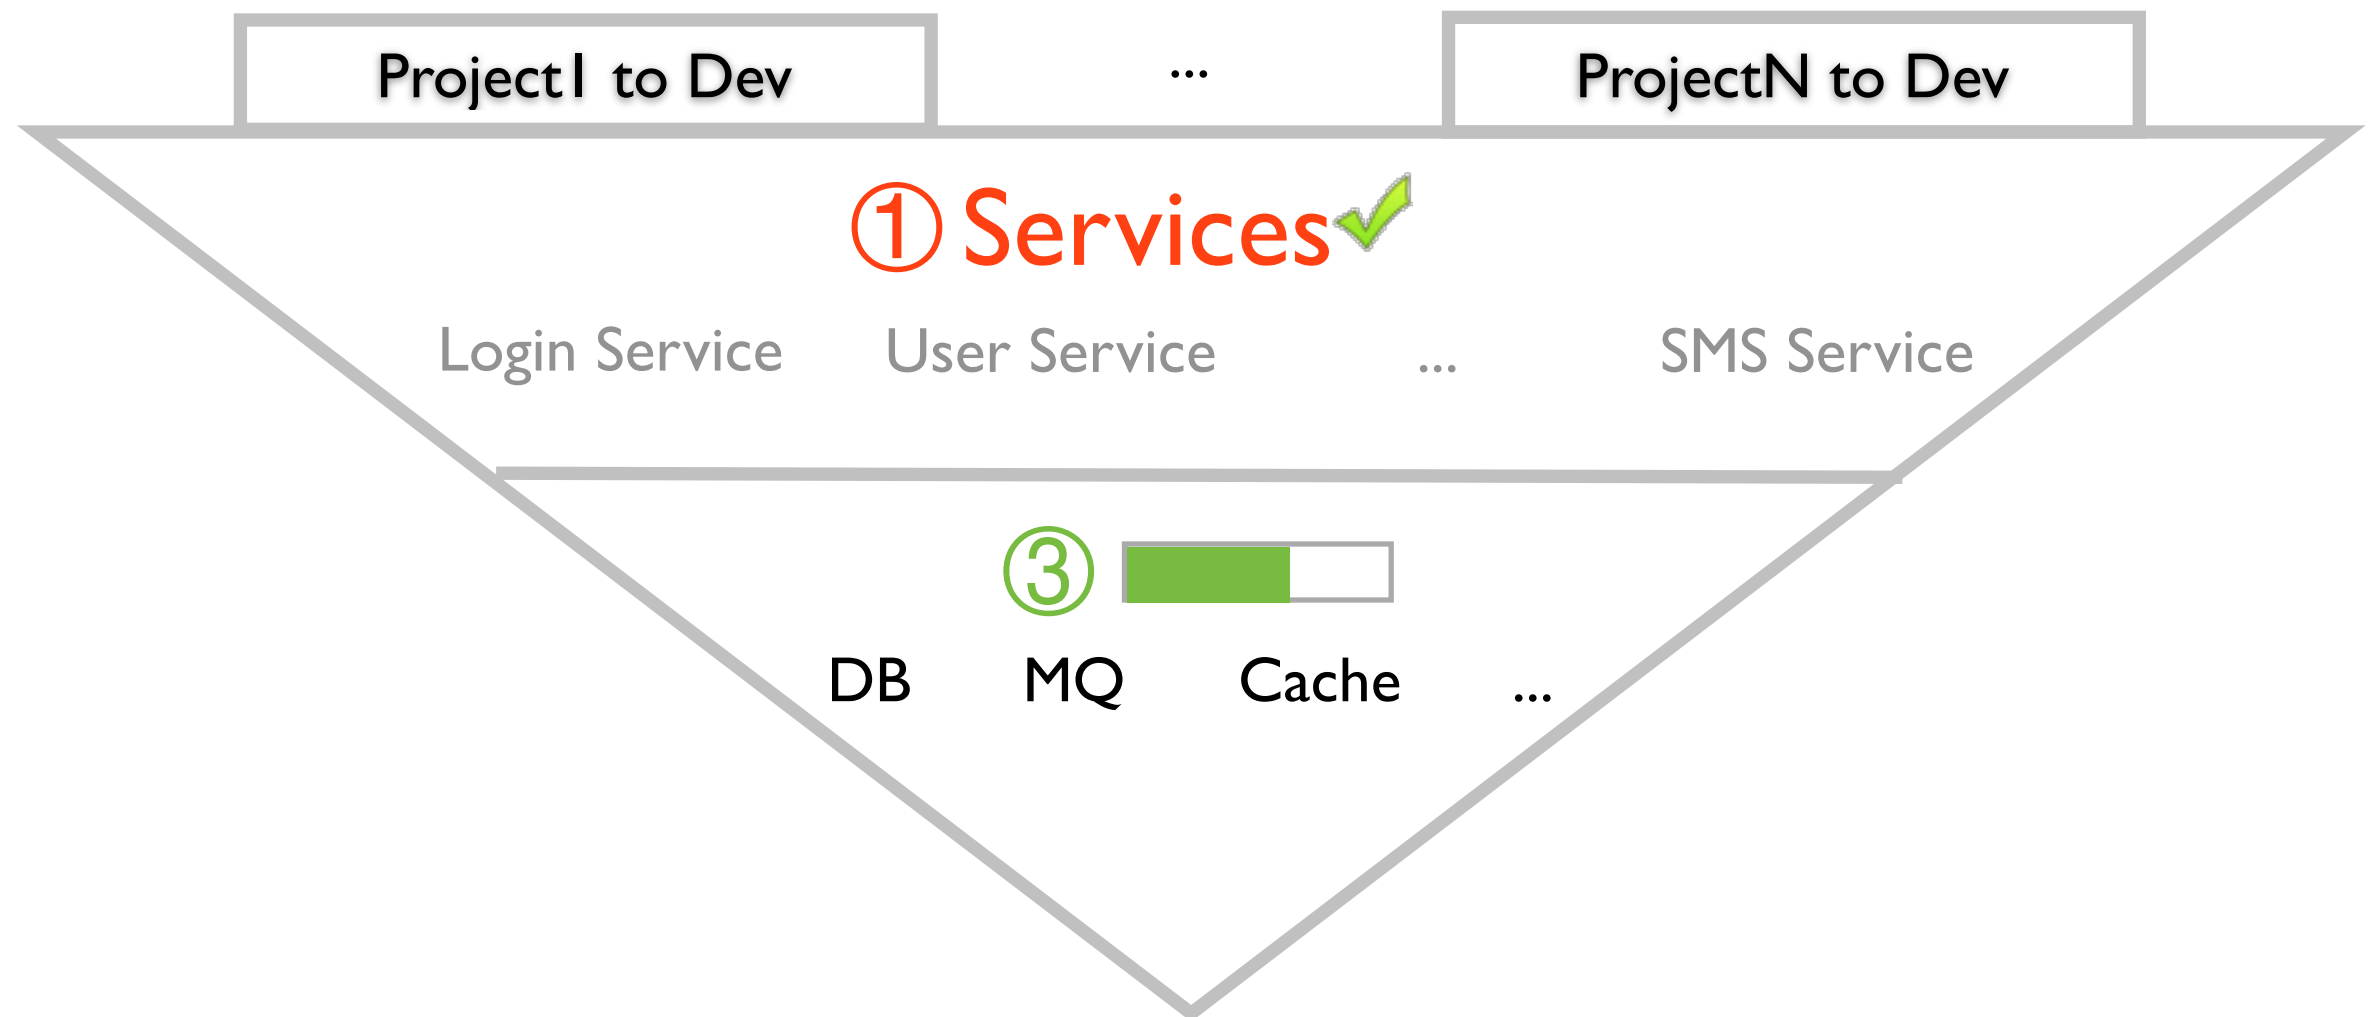 Project1 to Dev ... ProjectN to Dev
① Services
Login Service User Service ... SMS Service
③
DB MQ Cache ...